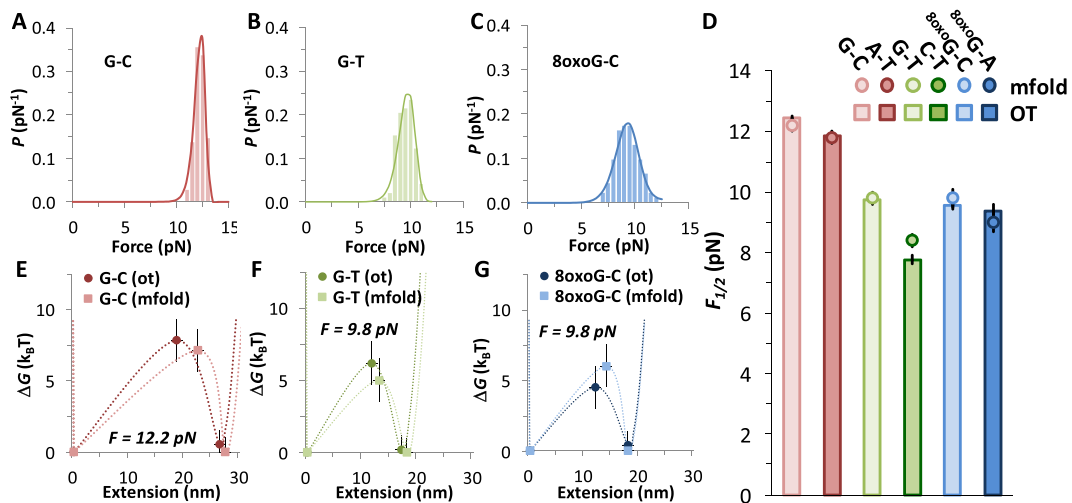 A
B
C
D
0.4
0.3
0.2
0.1
0.0
P (pN⁻¹)
G-C
0
5
10
15
Force (pN)
0.4
0.3
0.2
0.1
0.0
P (pN⁻¹)
G-T
0
5
10
15
Force (pN)
0.4
0.3
0.2
0.1
0.0
P (pN⁻¹)
8oxoG-C
0
5
10
15
Force (pN)
G-C
A-T
G-T
C-T
8oxoG-C
8oxoG-A
mfold
OT
14
12
10
8
6
4
2
0
F1/2 (pN)
E
G-C (ot)
G-C (mfold)
10
5
0
ΔG (kBT)
F = 12.2 pN
0
10
20
30
Extension (nm)
F
G-T (ot)
G-T (mfold)
F = 9.8 pN
10
5
0
ΔG (kBT)
0
10
20
30
Extension (nm)
G
8oxoG-C (ot)
8oxoG-C (mfold)
F = 9.8 pN
10
5
0
ΔG (kBT)
0
10
20
30
Extension (nm)